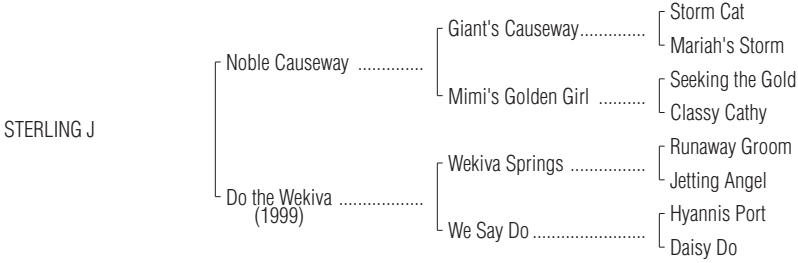 Storm Cat
Giant's Causeway..............
Mariah's Storm
Noble Causeway ..............
Seeking the Gold
Mimi's Golden Girl ..........
Classy Cathy
STERLING J
Runaway Groom
Wekiva Springs ................
Jetting Angel
Do the Wekiva ..................
(1999)
Hyannis Port
We Say Do........................
Daisy Do